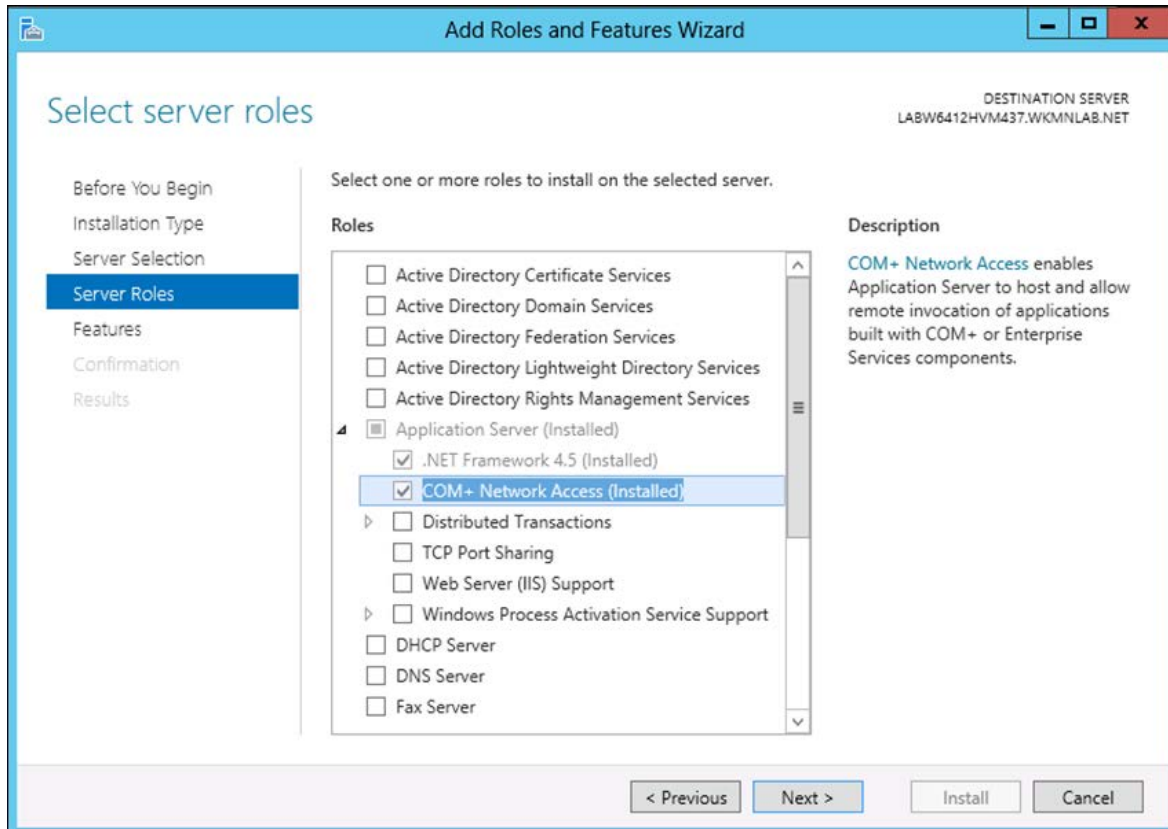 Add Roles and Features Wizard
Select server roles
DESTINATION SERVER
LABW6412HVM437.WKMNLAB.NET
Before You Begin
Installation Type
Server Selection
Server Roles
Features
Confirmation
Results
Select one or more roles to install on the selected server.
Roles
Active Directory Certificate Services
Active Directory Domain Services
Active Directory Federation Services
Active Directory Lightweight Directory Services
Active Directory Rights Management Services
Application Server (Installed)
.NET Framework 4.5 (Installed)
COM+ Network Access (Installed)
Distributed Transactions
TCP Port Sharing
Web Server (IIS) Support
Windows Process Activation Service Support
DHCP Server
DNS Server
Fax Server
Description
COM+ Network Access enables
Application Server to host and allow
remote invocation of applications
built with COM+ or Enterprise
Services components.
< Previous
Next >
Install
Cancel